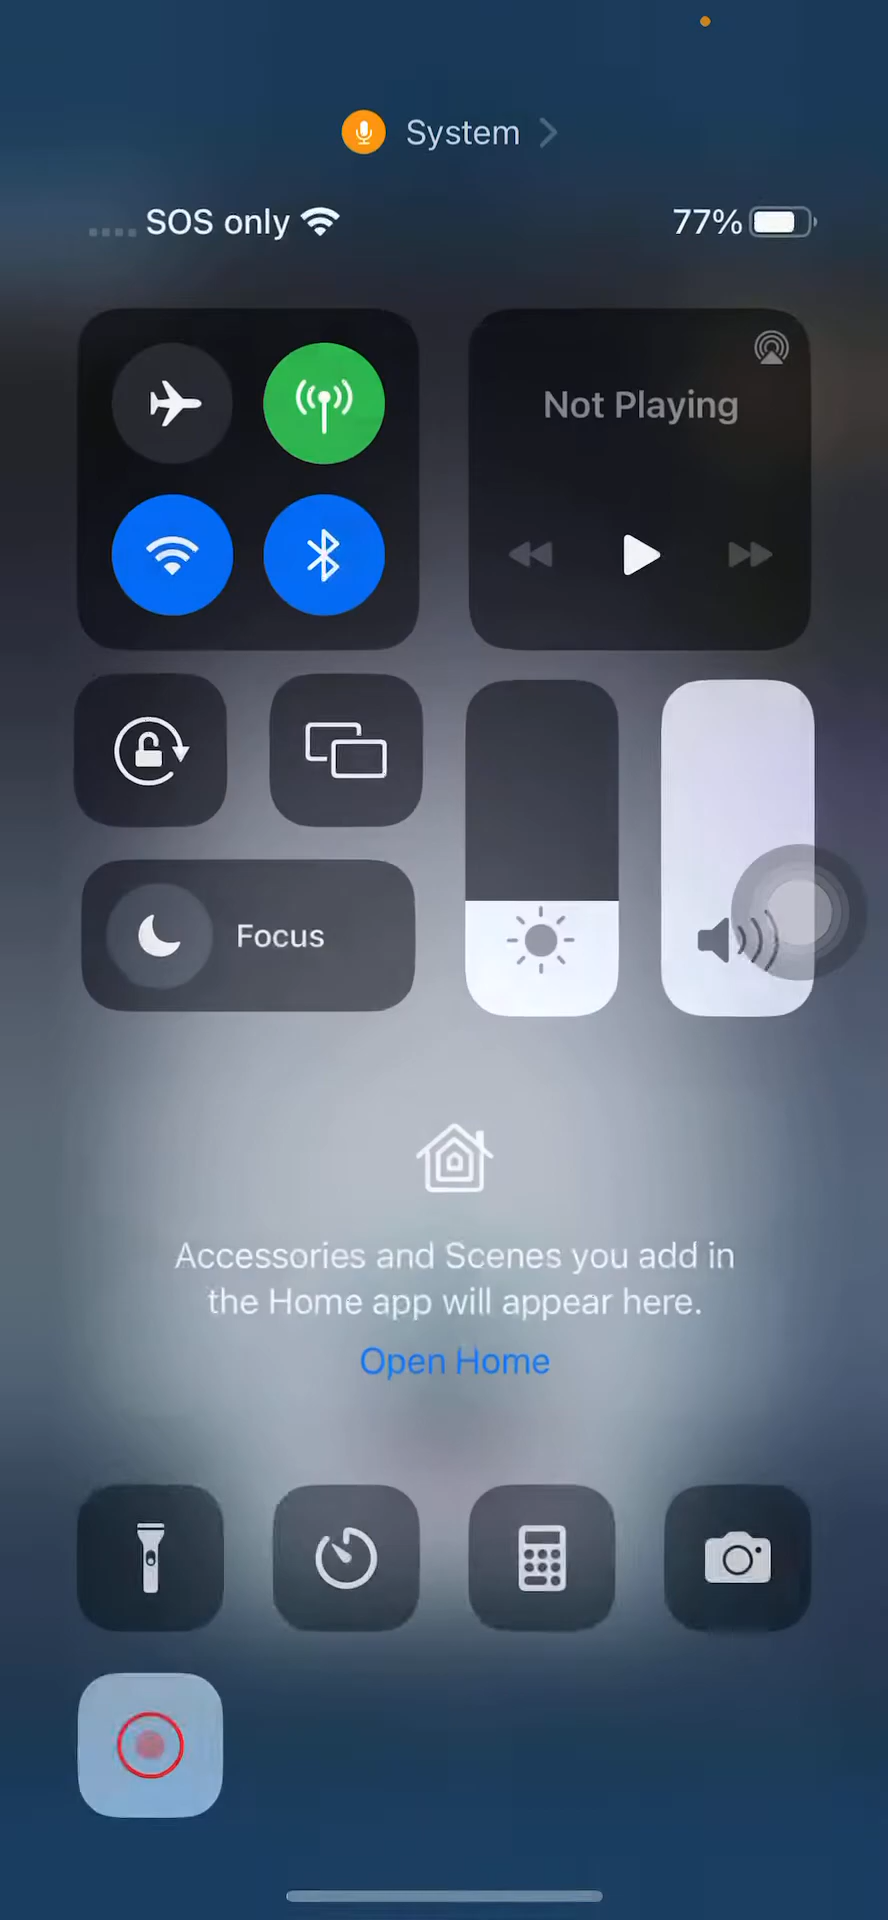 System
SOS only
77%
Not Playing
Focus
Accessories and Scenes you add in
the Home app will appear here.
Open Home